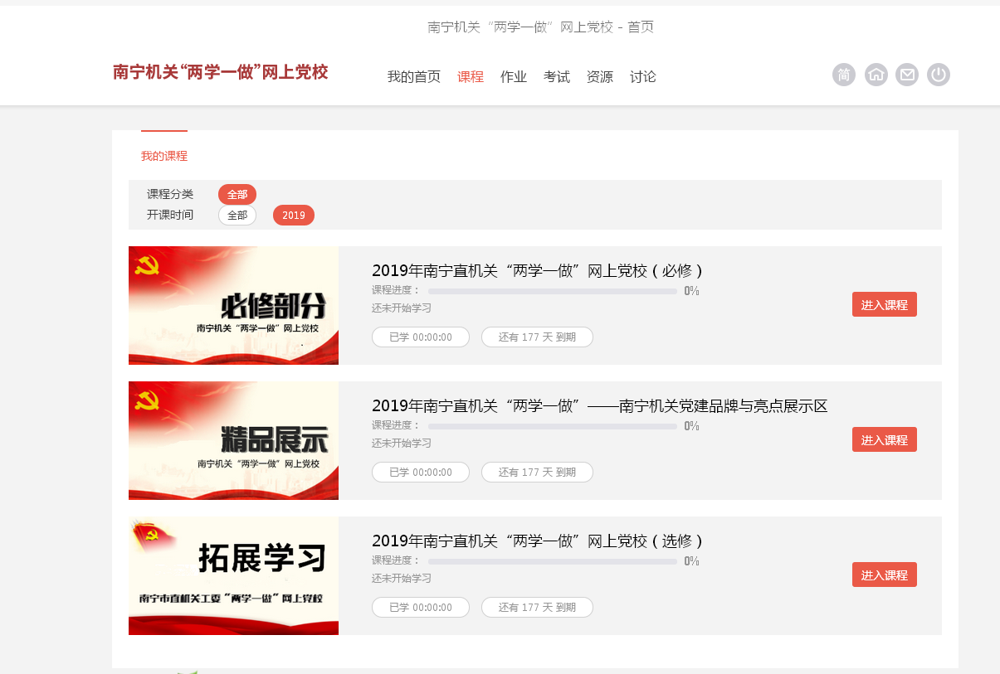 南宁机关“两学一做”网上党校 - 首页
南宁机关“两学一做”网上党校
我的首页 课程 作业 考试 资源 讨论
简
我的课程
课程分类 全部
开课时间 全部 2019
必修部分
南宁机关“两学一做”网上党校
2019年南宁直机关“两学一做”网上党校（必修）
课程进度： 0%
还未开始学习
已学 00:00:00 还有 177 天 到期
进入课程
精品展示
南宁机关“两学一做”网上党校
2019年南宁直机关“两学一做”——南宁机关党建品牌与亮点展示区
课程进度： 0%
还未开始学习
已学 00:00:00 还有 177 天 到期
进入课程
拓展学习
南宁市直机关工委“两学一做”网上党校
2019年南宁直机关“两学一做”网上党校（选修）
课程进度： 0%
还未开始学习
已学 00:00:00 还有 177 天 到期
进入课程